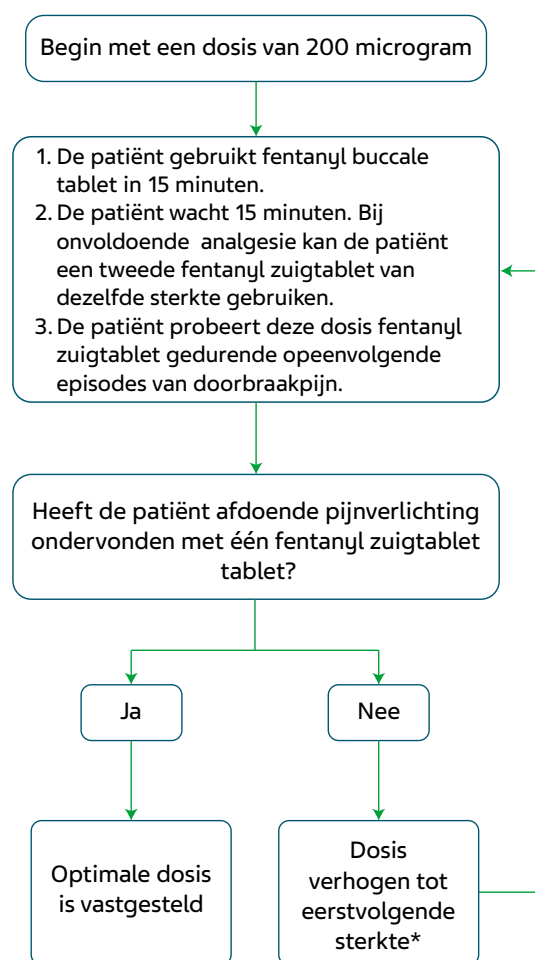 Begin met een dosis van 200 microgram
1. De patiënt gebruikt fentanyl buccale
tablet in 15 minuten.
2. De patiënt wacht 15 minuten. Bij
onvoldoende analgesie kan de patiënt
een tweede fentanyl zuigtablet van
dezelfde sterkte gebruiken.
3. De patiënt probeert deze dosis fentanyl
zuigtablet gedurende opeenvolgende
episodes van doorbraakpijn.
Heeft de patiënt afdoende pijnverlichting
ondervonden met één fentanyl zuigtablet
tablet?
Ja
Nee
Optimale dosis
is vastgesteld
Dosis
verhogen tot
eerstvolgende
sterkte*